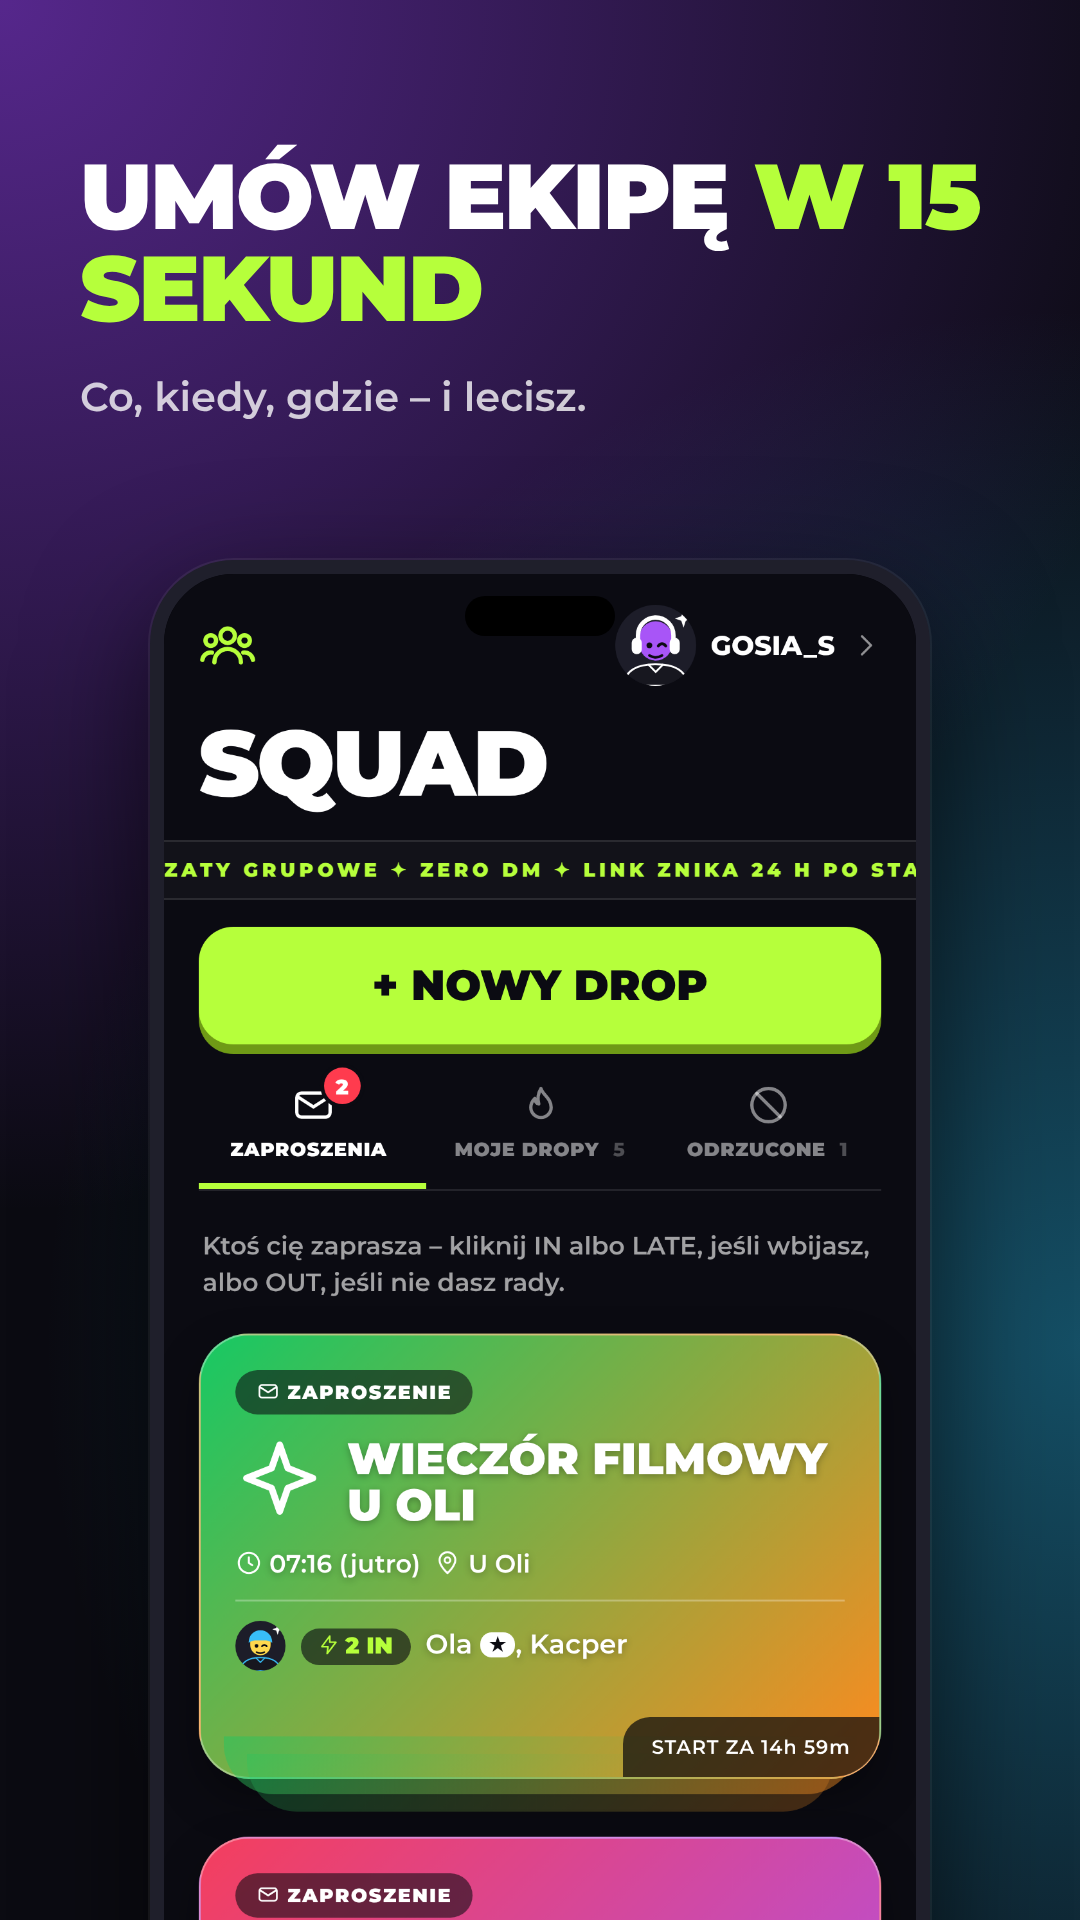 UMÓW EKIPĘ W 15
SEKUND
Co, kiedy, gdzie – i lecisz.
GOSIA_S
SQUAD
ZATY GRUPOWE ✦ ZERO DM ✦ LINK ZNIKA 24 H PO STA
+ NOWY DROP
2
ZAPROSZENIA
MOJE DROPY 5
ODRZUCONE 1
Ktoś cię zaprasza – kliknij IN albo LATE, jeśli wbijasz,
albo OUT, jeśli nie dasz rady.
ZAPROSZENIE
WIECZÓR FILMOWY
U OLI
07:16 (jutro) U Oli
2 IN Ola ★, Kacper
START ZA 14h 59m
ZAPROSZENIE